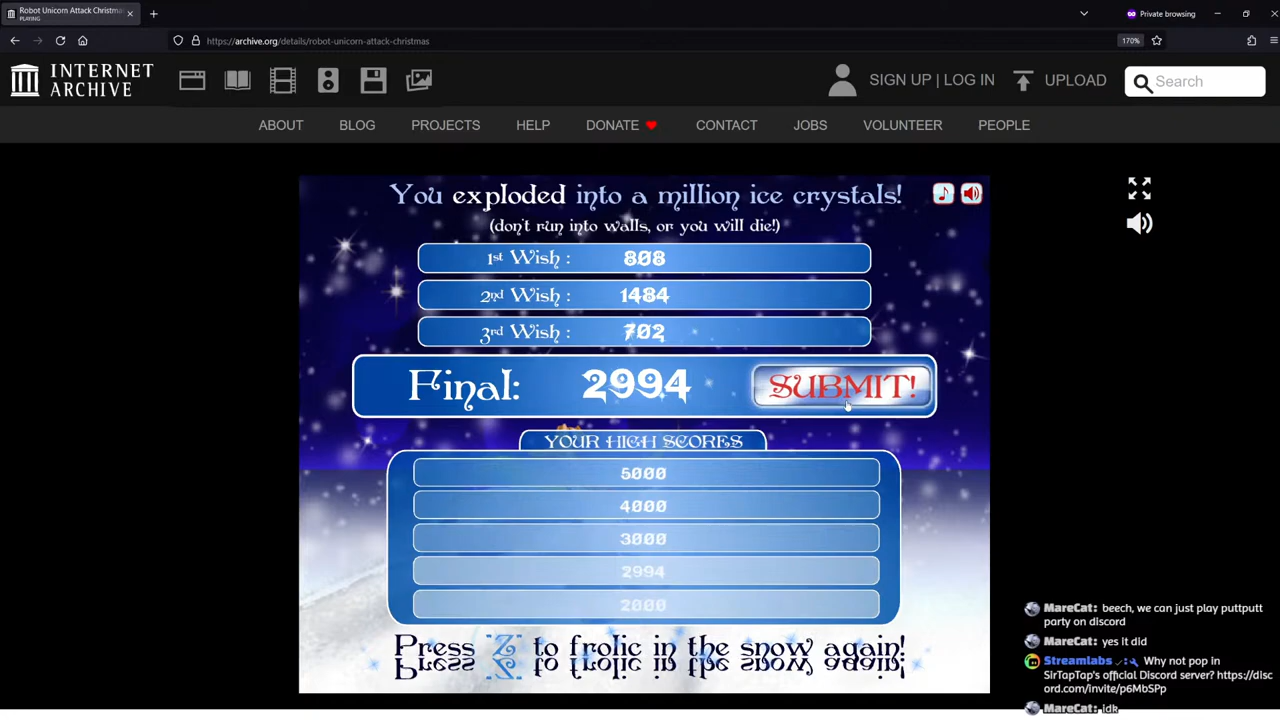 Robot Unicorn Attack Christma
PLAYING
Private browsing
https://archive.org/details/robot-unicorn-attack-christmas
170%
INTERNET
ARCHIVE
SIGN UP | LOG IN
UPLOAD
Search
ABOUT
BLOG
PROJECTS
HELP
DONATE
CONTACT
JOBS
VOLUNTEER
PEOPLE
You exploded into a million ice crystals!
(don't run into walls, or you will die!)
1st Wish : 808
2nd Wish : 1484
3rd Wish : 702
Final: 2994 SUBMIT!
YOUR HIGH SCORES
5000
4000
3000
2994
2000
Press "Z" to frolic in the snow again!
MareCat: beech, we can just play puttputt
party on discord
MareCat: yes it did
Streamlabs: Why not pop in
SirTapTap's official Discord server? https://disc
ord.com/invite/p6MbSPp
MareCat: idk